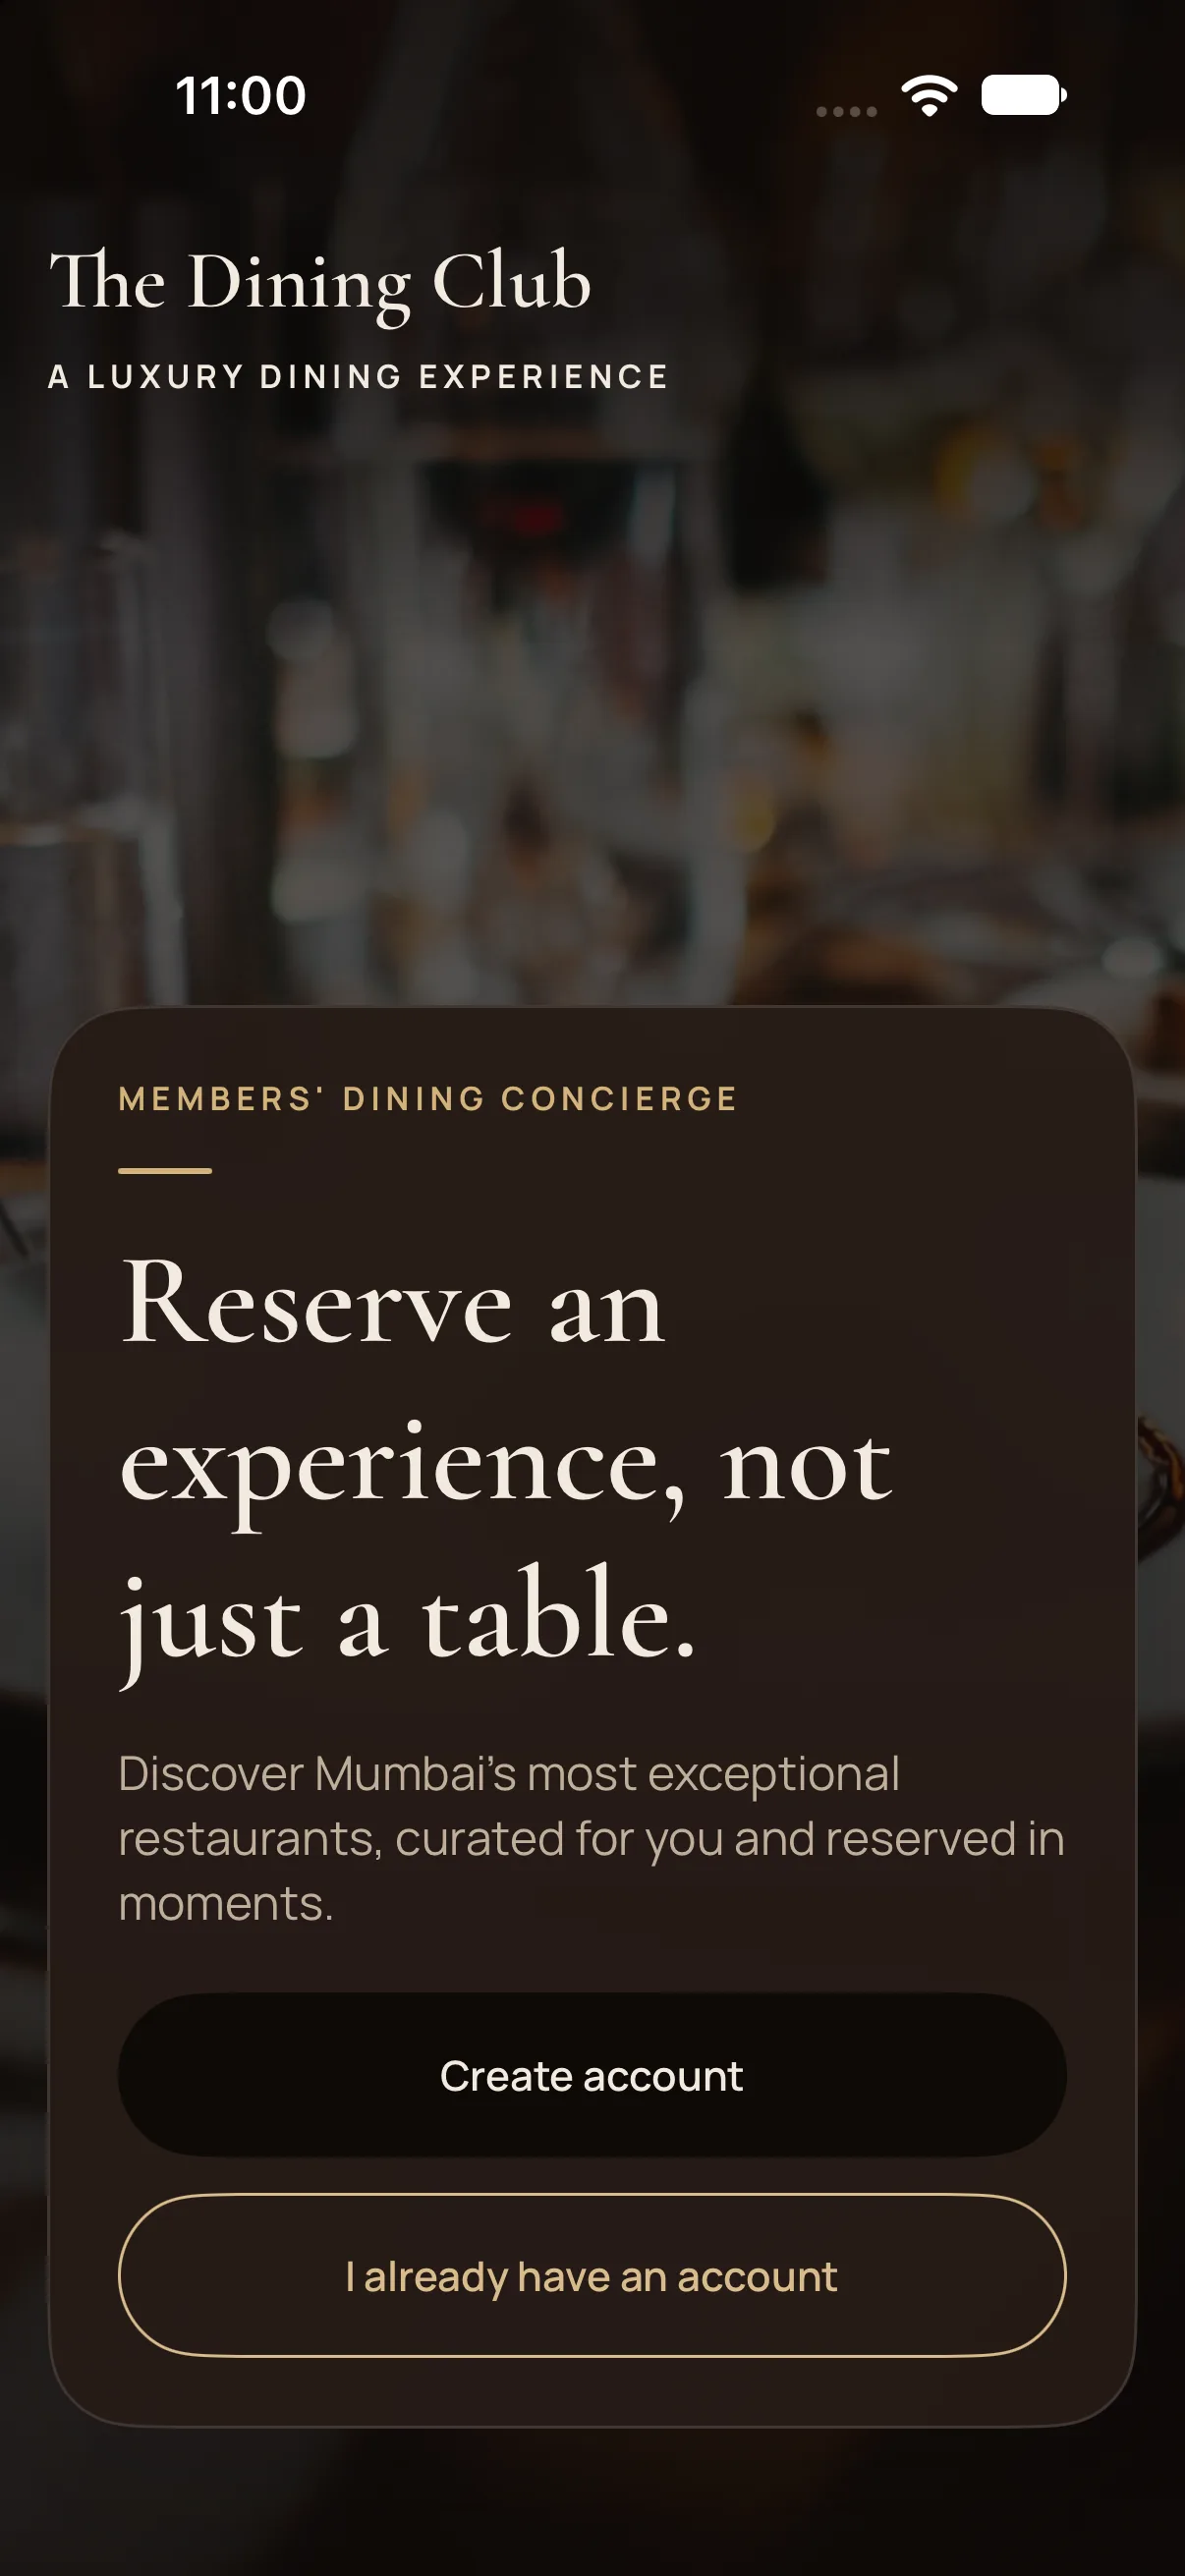 11:00
The Dining Club
A LUXURY DINING EXPERIENCE
MEMBERS' DINING CONCIERGE
Reserve an
experience, not
just a table.
Discover Mumbai’s most exceptional
restaurants, curated for you and reserved in
moments.
Create account
I already have an account